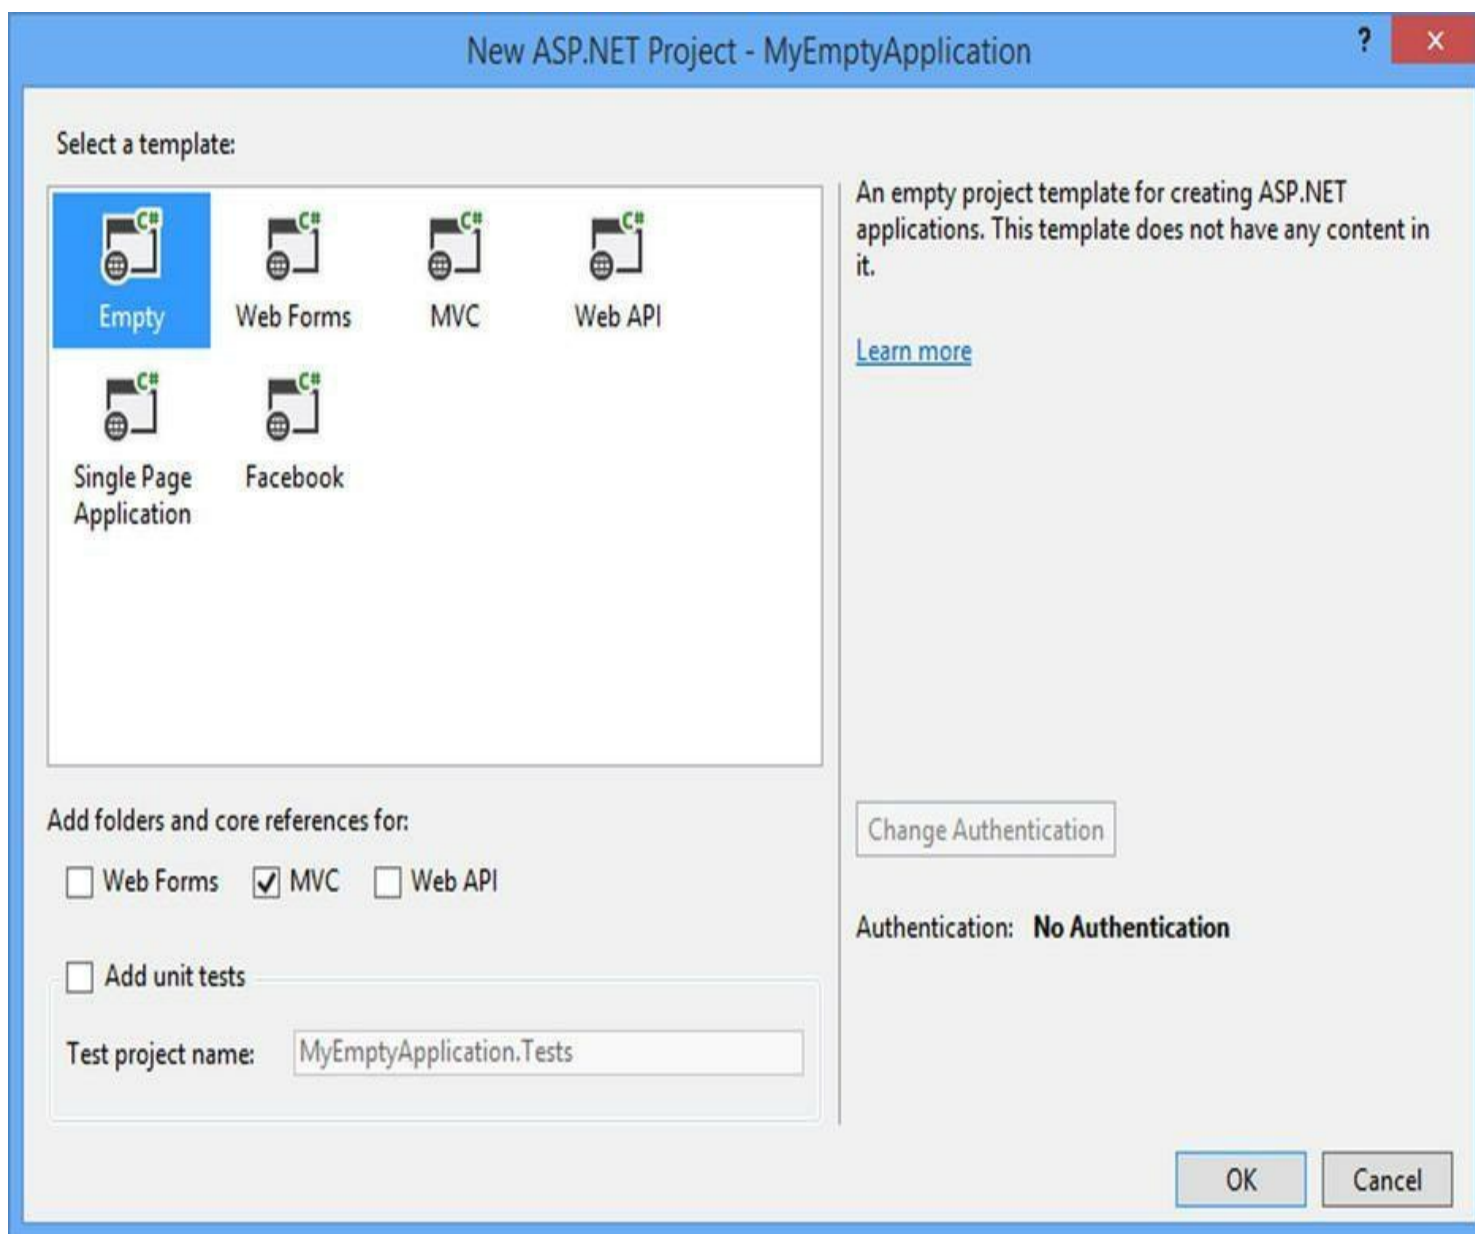 New ASP.NET Project - MyEmptyApplication
?
×
Select a template:
C#
C#
C#
C#
Empty
Web Forms
MVC
Web API
C#
C#
Single Page
Application
Facebook
An empty project template for creating ASP.NET
applications. This template does not have any content in
it.
Learn more
Add folders and core references for:
Web Forms
MVC
Web API
Add unit tests
Test project name:
MyEmptyApplication.Tests
Change Authentication
Authentication: No Authentication
OK
Cancel